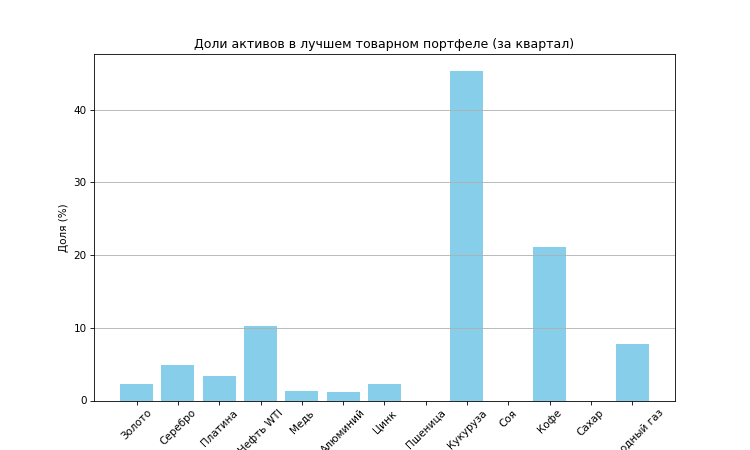 Доли активов в лучшем товарном портфеле (за квартал)
Доля (%)
40
30
20
10
0
Золото
Серебро
Платина
Нефть WTI
Медь
Алюминий
Цинк
Пшеница
Кукуруза
Соя
Кофе
Сахар
газ